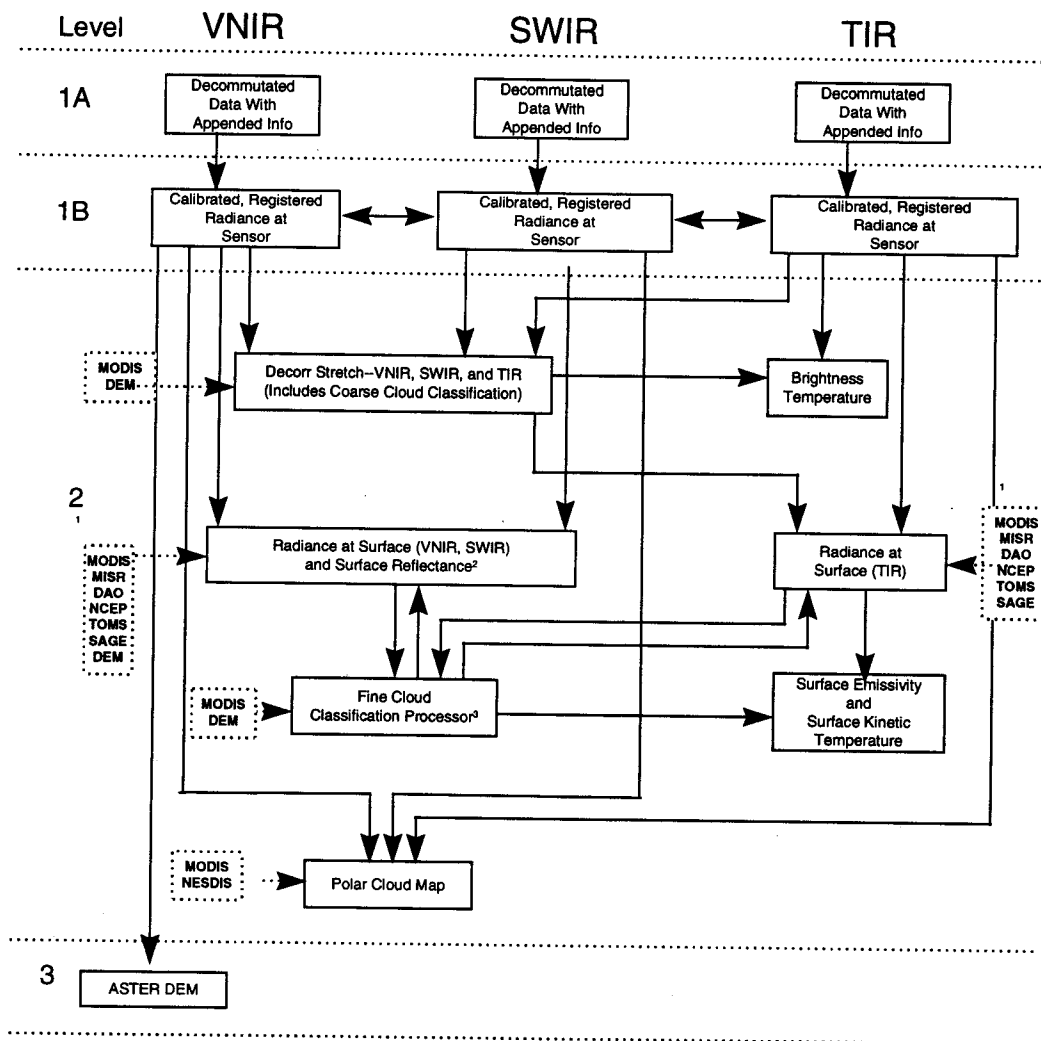 Level VNIR SWIR TIR
1A
Decommutated
Data With
Appended Info
Decommutated
Data With
Appended Info
Decommutated
Data With
Appended Info
1B
Calibrated, Registered
Radiance at
Sensor
Calibrated, Registered
Radiance at
Sensor
Calibrated, Registered
Radiance at
Sensor
MODIS
DEM
Decorr Stretch–VNIR, SWIR, and TIR
(Includes Coarse Cloud Classification)
Brightness
Temperature
2
1
MODIS
MISR
DAO
NCEP
TOMS
SAGE
DEM
Radiance at Surface (VNIR, SWIR)
and Surface Reflectance²
Radiance at
Surface (TIR)
1
MODIS
MISR
DAO
NCEP
TOMS
SAGE
MODIS
DEM
Fine Cloud
Classification Processor³
Surface Emissivity
and
Surface Kinetic
Temperature
MODIS
NESDIS
Polar Cloud Map
3
ASTER DEM